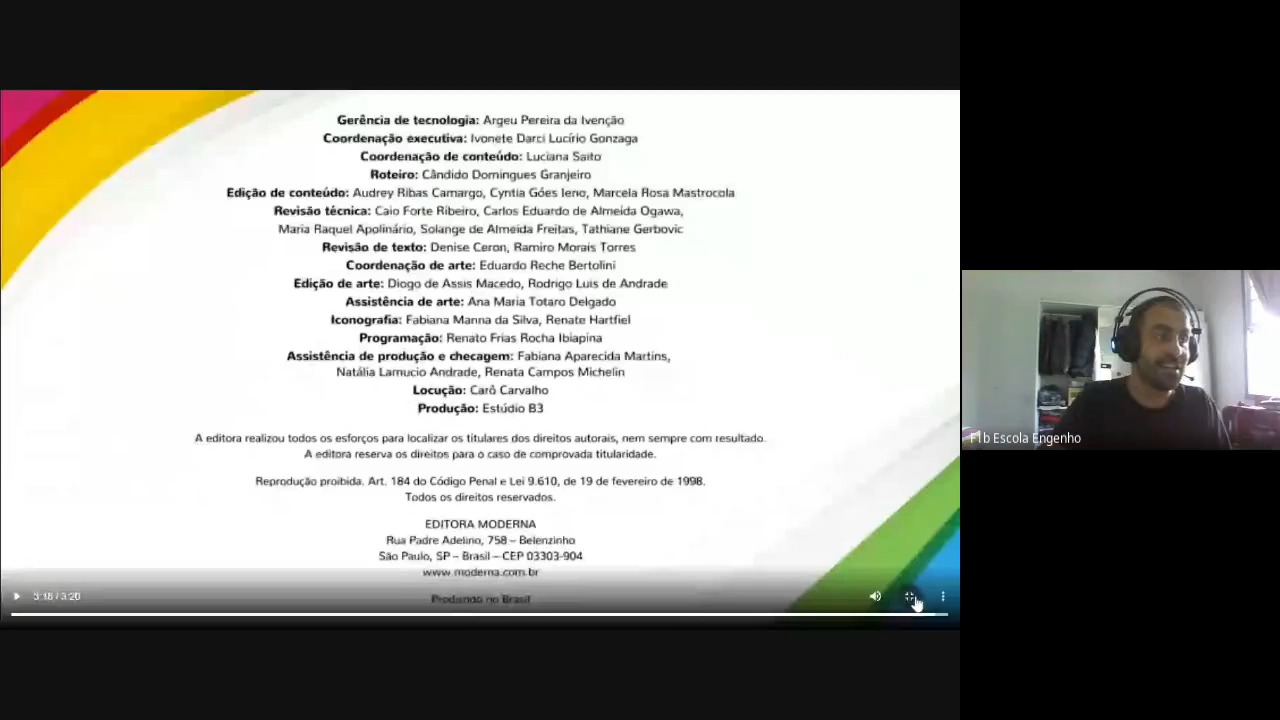 Gerência de tecnologia: Argeu Pereira da Ivenção
Coordenação executiva: Ivonete Darci Lucírio Gonzaga
Coordenação de conteúdo: Luciana Saito
Roteiro: Cândido Domingues Granjeiro
Edição de conteúdo: Audrey Ribas Camargo, Cyntia Góes Ieno, Marcela Rosa Mastrocola
Revisão técnica: Caio Forte Ribeiro, Carlos Eduardo de Almeida Ogawa,
Maria Raquel Apolinário, Solange de Almeida Freitas, Tathiane Gerbovic
Revisão de texto: Denise Ceron, Ramiro Morais Torres
Coordenação de arte: Eduardo Reche Bertolini
Edição de arte: Diogo de Assis Macedo, Rodrigo Luis de Andrade
Assistência de arte: Ana Maria Totaro Delgado
Iconografia: Fabiana Manna da Silva, Renate Hartfiel
Programação: Renato Frias Rocha Ibiapina
Assistência de produção e checagem: Fabiana Aparecida Martins,
Natália Lamucio Andrade, Renata Campos Michelin
Locução: Carô Carvalho
Produção: Estúdio B3
A editora realizou todos os esforços para localizar os titulares dos direitos autorais, nem sempre com resultado.
A editora reserva os direitos para o caso de comprovada titularidade.
Reprodução proibida. Art. 184 do Código Penal e Lei 9.610, de 19 de fevereiro de 1998.
Todos os direitos reservados.
EDITORA MODERNA
Rua Padre Adelino, 758 – Belenzinho
São Paulo, SP – Brasil – CEP 03303-904
www.moderna.com.br
3:18 / 3:20
Produzido no Brasil
F1b Escola Engenho